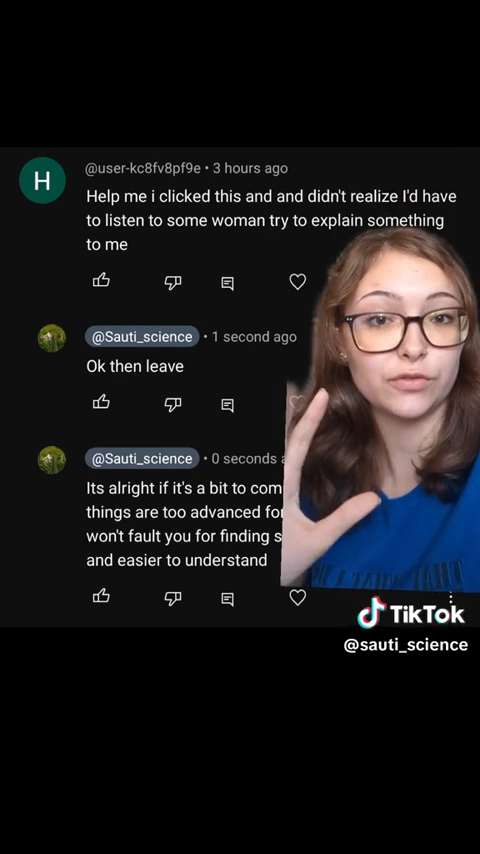 H
@user-kc8fv8pf9e • 3 hours ago
Help me i clicked this and and didn't realize I'd have
to listen to some woman try to explain something
to me
@Sauti_science • 1 second ago
Ok then leave
@Sauti_science • 0 seconds
Its alright if it's a bit to
things are too advanced
won't fault you for finding
and easier to understand
TikTok
@sauti_science